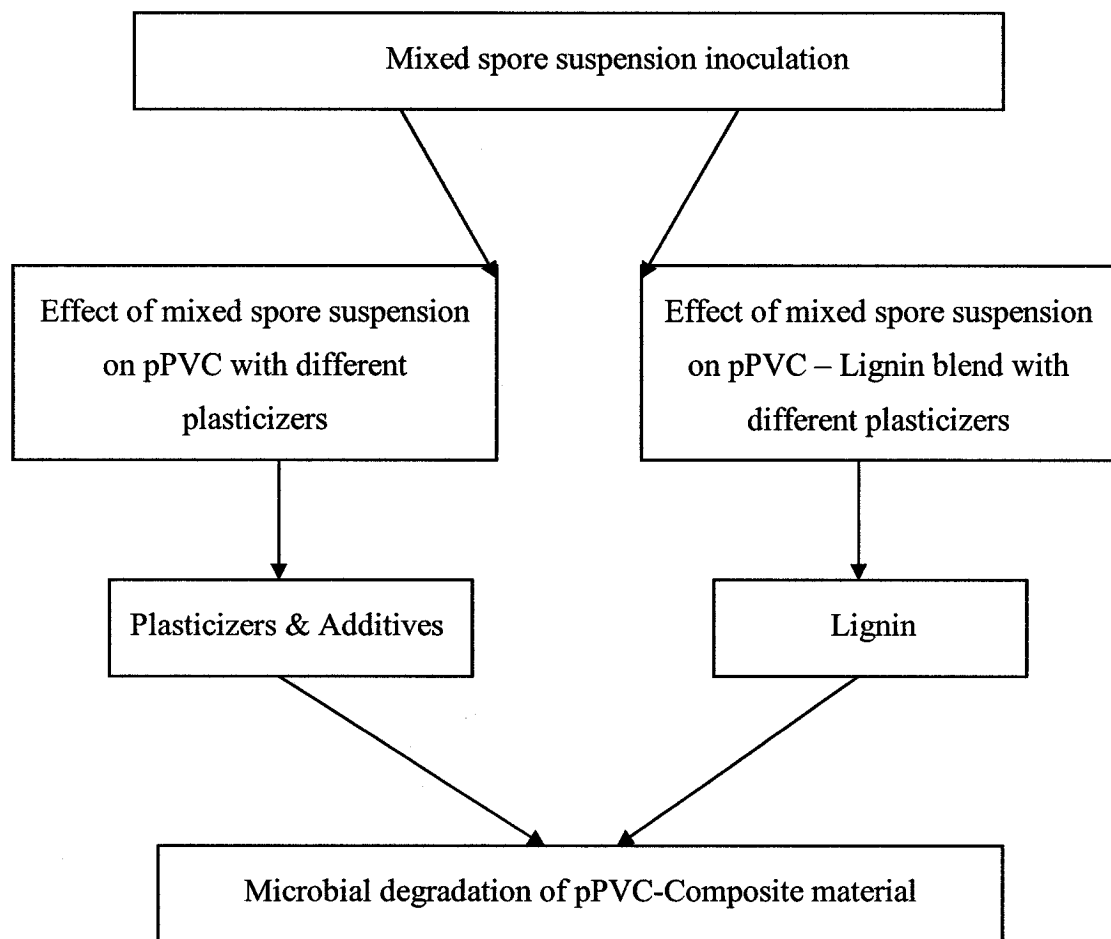 Mixed spore suspension inoculation
Effect of mixed spore suspension
on pPVC with different
plasticizers
Effect of mixed spore suspension
on pPVC – Lignin blend with
different plasticizers
Plasticizers & Additives
Lignin
Microbial degradation of pPVC-Composite material